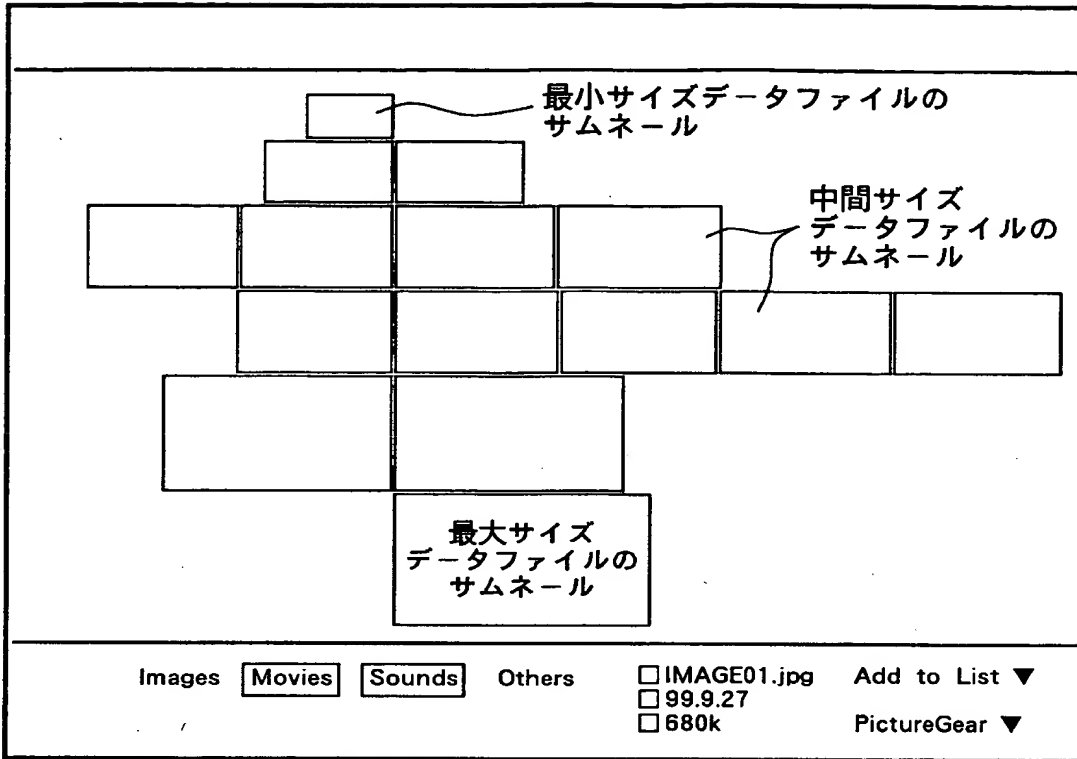 最小サイズデータファイルの
サムネール
中間サイズ
データファイルの
サムネール
最大サイズ
データファイルの
サムネール
Images Movies Sounds Others
IMAGE01.jpg Add to List ▼
99.9.27
680k PictureGear ▼